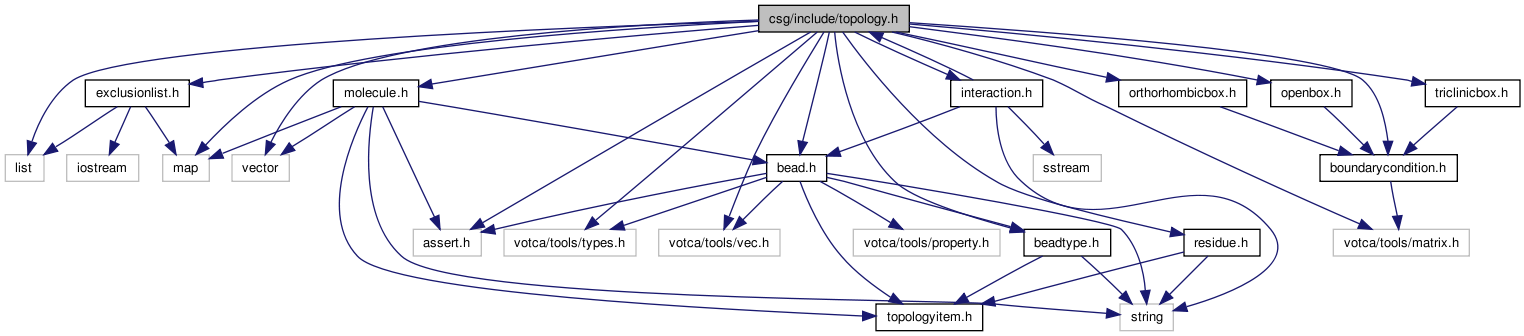 csg/include/topology.h
exclusionlist.h
molecule.h
interaction.h
orthorhombicbox.h
openbox.h
triclinicbox.h
list
iostream
map
vector
bead.h
sstream
boundarycondition.h
assert.h
votca/tools/types.h
votca/tools/vec.h
votca/tools/property.h
beadtype.h
residue.h
votca/tools/matrix.h
topologyitem.h
string